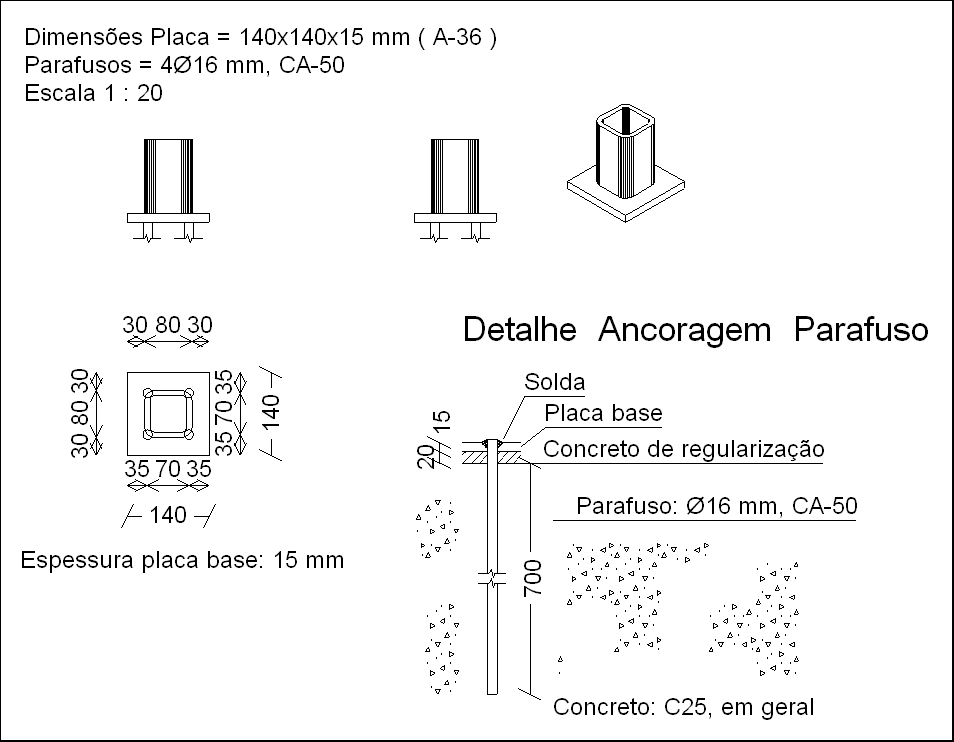 Dimensões Placa = 140x140x15 mm ( A-36 )
Parafusos = 4Ø16 mm, CA-50
Escala 1 : 20
30 80 30
30 80 30
35 70 35
140
35 70 35
140
Espessura placa base: 15 mm
Detalhe Ancoragem Parafuso
Solda
Placa base
Concreto de regularização
15
20
Parafuso: Ø16 mm, CA-50
700
Concreto: C25, em geral